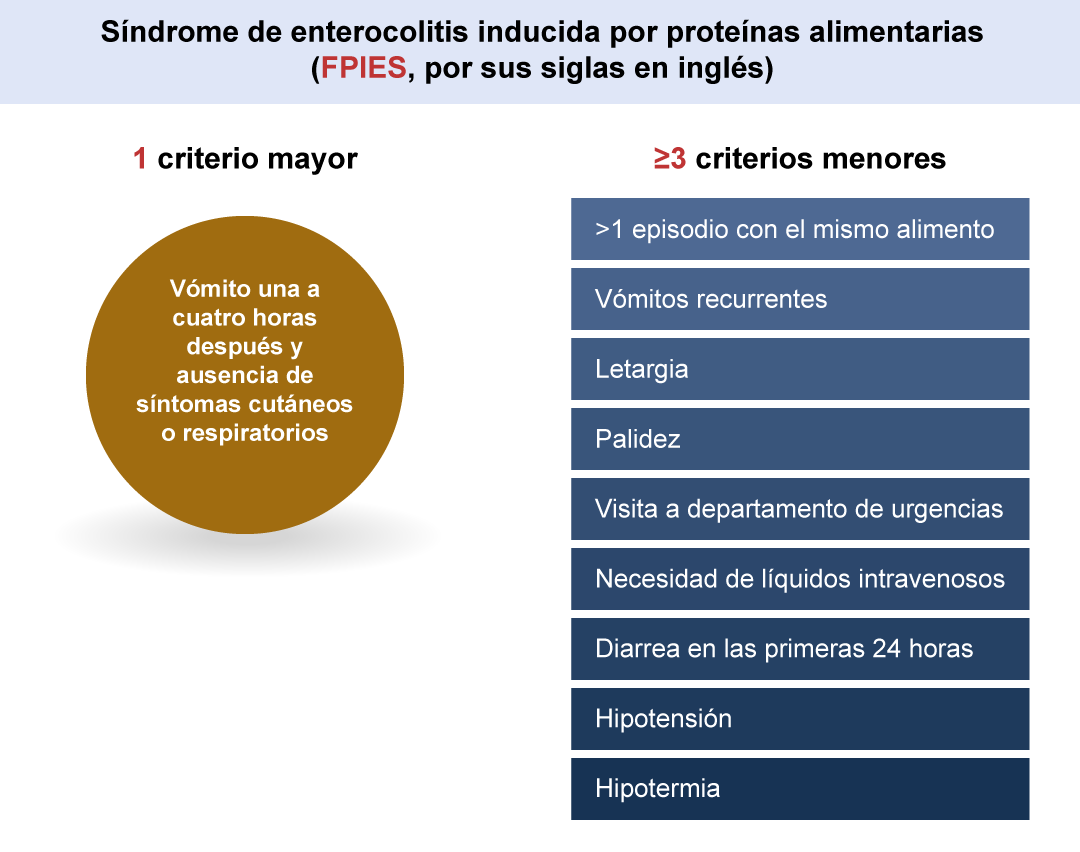 Síndrome de enterocolitis inducida por proteínas alimentarias
(FPIES, por sus siglas en inglés)
1 criterio mayor
Vómito una a
cuatro horas
después y
ausencia de
síntomas cutáneos
o respiratorios
≥3 criterios menores
>1 episodio con el mismo alimento
Vómitos recurrentes
Letargia
Palidez
Visita a departamento de urgencias
Necesidad de líquidos intravenosos
Diarrea en las primeras 24 horas
Hipotensión
Hipotermia